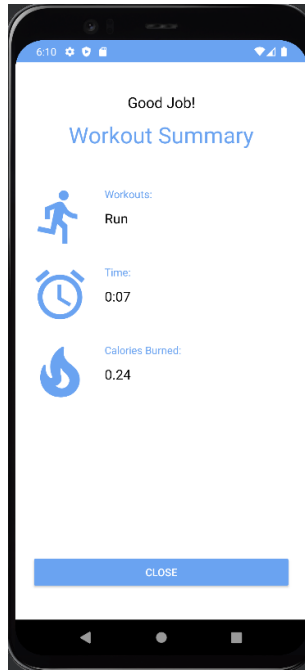 6:10
Good Job!
Workout Summary
Workouts:
Run
Time:
0:07
Calories Burned:
0.24
CLOSE